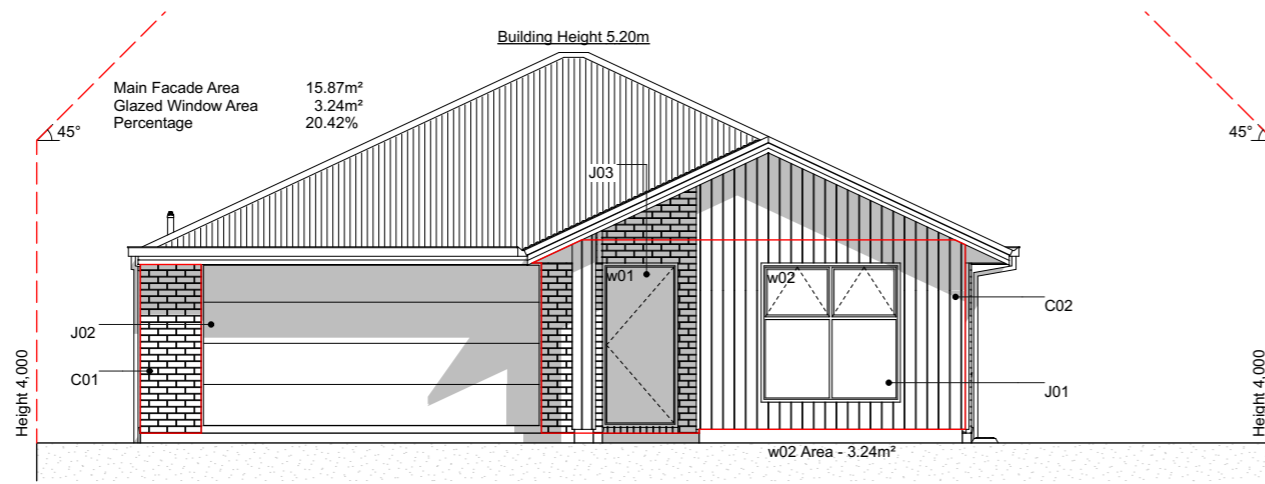 Building Height 5.20m
Main Facade Area 15.87m²
Glazed Window Area 3.24m²
Percentage 20.42%
45°
45°
J03
w01
w02
C02
J02
C01
J01
Height 4,000
Height 4,000
w02 Area - 3.24m²